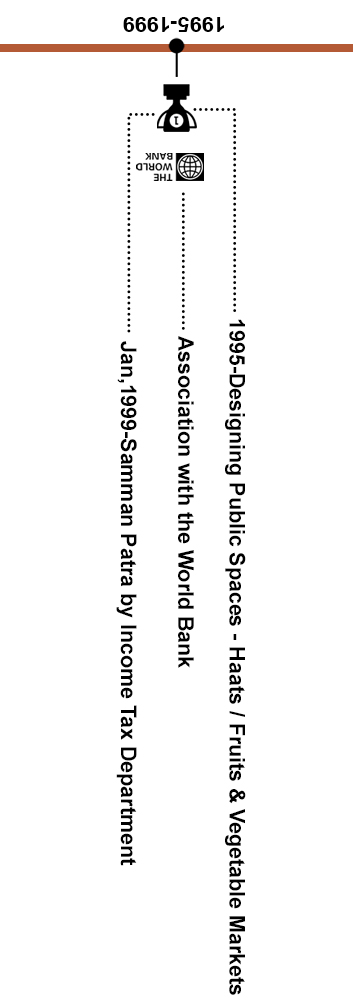 1995-Designing Public Spaces - Haats / Fruits & Vegetable Markets
Association with the World Bank
Jan,1999-Samman Patra by Income Tax Department
THE
WORLD
BANK
1
1995-1999